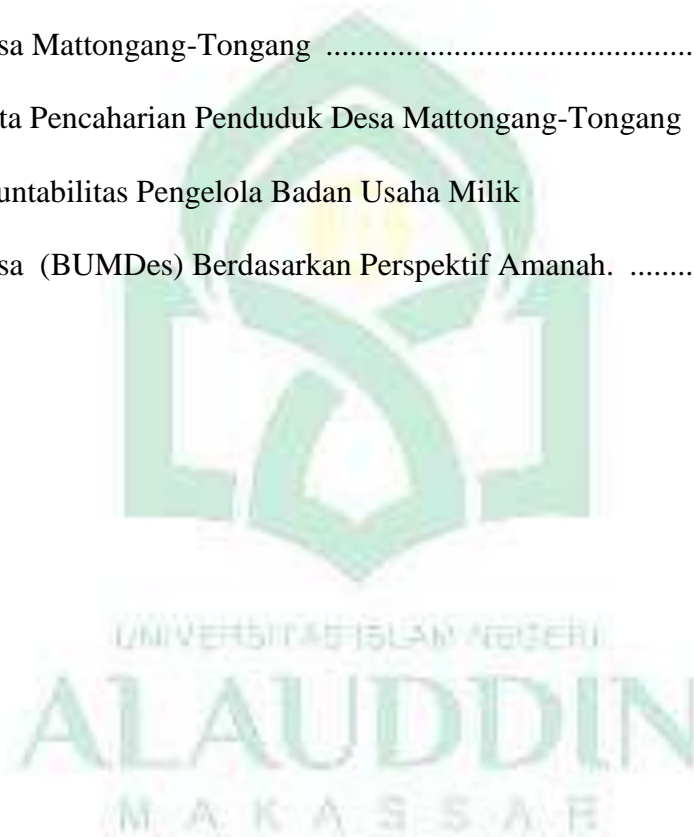 sa Mattongang-Tongang ..............................................
ta Pencaharian Penduduk Desa Mattongang-Tongang
untabilitas Pengelola Badan Usaha Milik
sa (BUMDes) Berdasarkan Perspektif Amanah. ........
UNIVERSITAS ISLAM NEGERI
ALAUDDIN
MAKASSAR